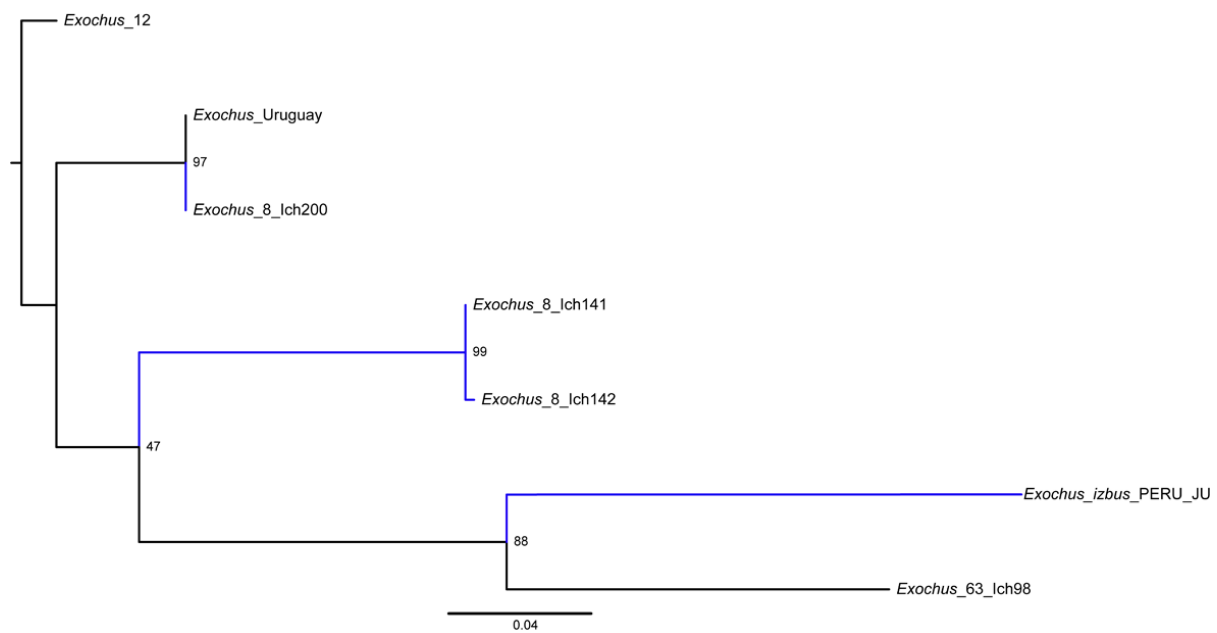 Exochus_12
Exochus_Uruguay
97
Exochus_8_Ich200
Exochus_8_Ich141
99
Exochus_8_Ich142
47
Exochus_izbus_PERU_JU
88
Exochus_63_Ich98
0.04